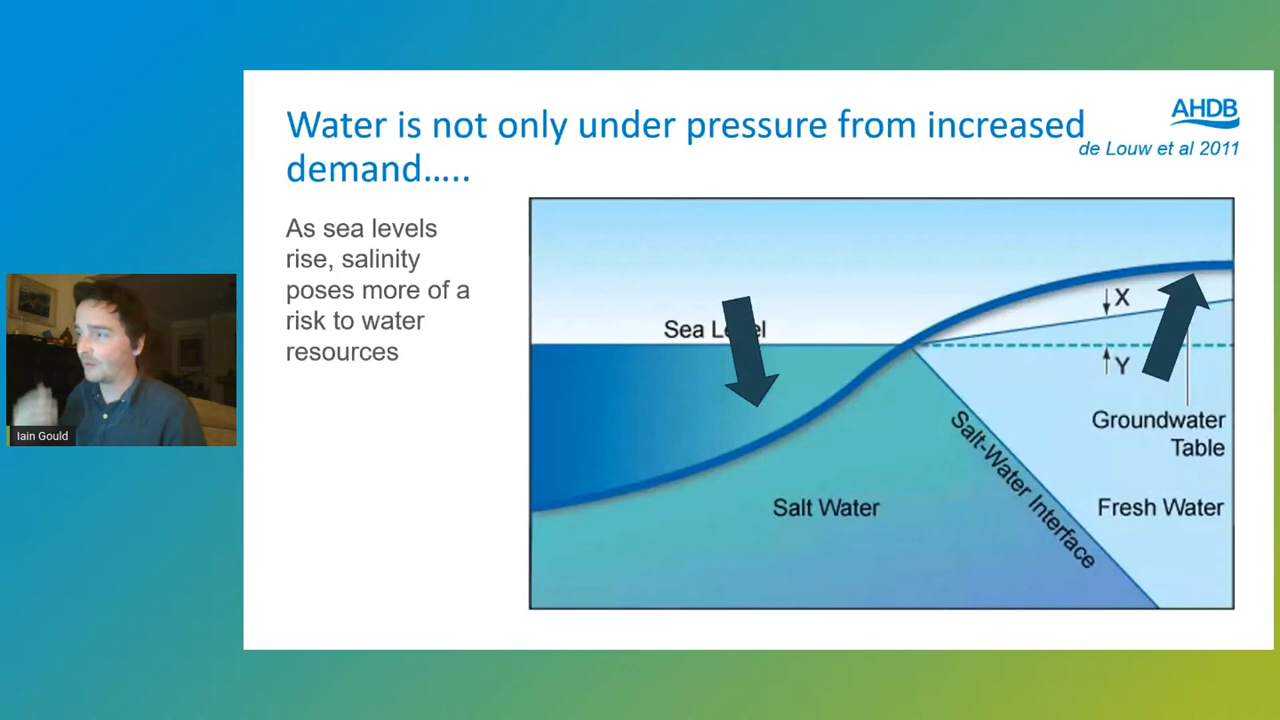 Water is not only under pressure from increased
demand…..
AHDB
de Louw et al 2011
As sea levels
rise, salinity
poses more of a
risk to water
resources
Sea Level
X
Y
Groundwater
Table
Salt-Water Interface
Salt Water
Fresh Water
Iain Gould